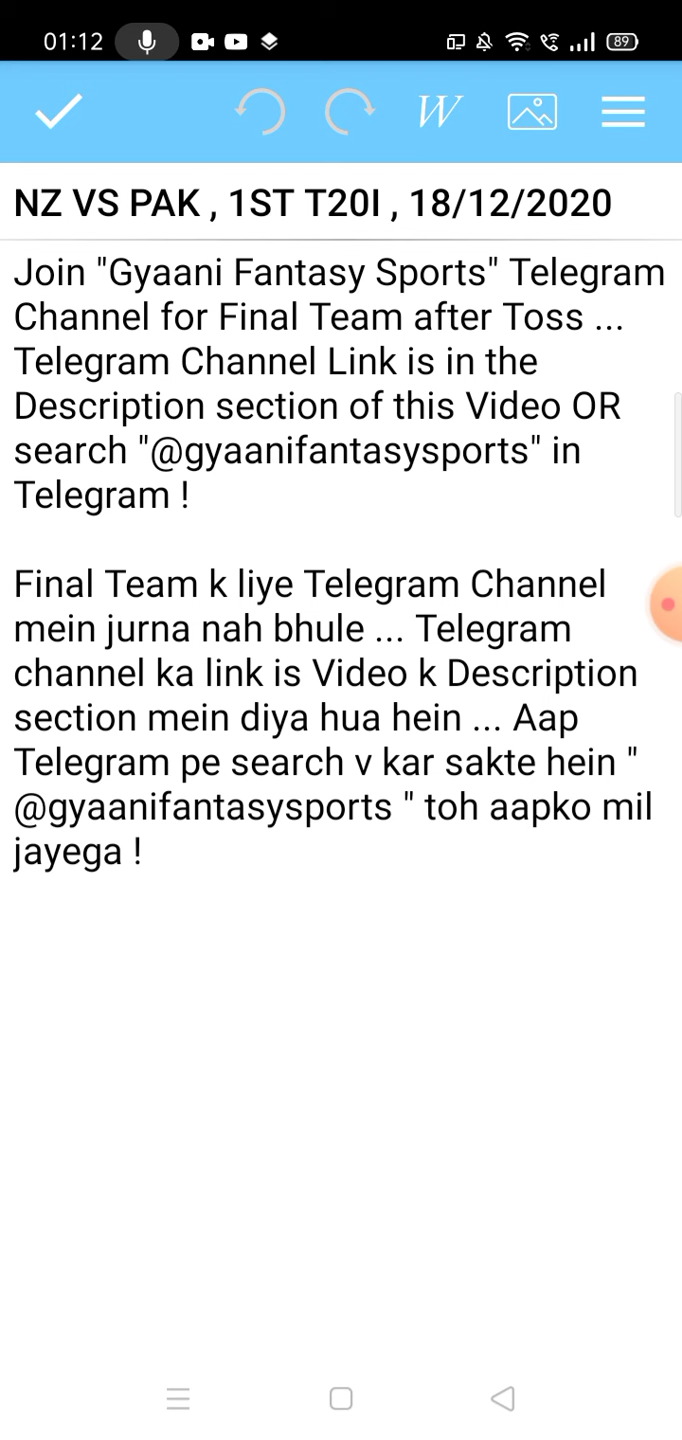 01:12
89
W
NZ VS PAK , 1ST T20I , 18/12/2020
Join "Gyaani Fantasy Sports" Telegram
Channel for Final Team after Toss ...
Telegram Channel Link is in the
Description section of this Video OR
search "@gyaanifantasysports" in
Telegram !
Final Team k liye Telegram Channel
mein jurna nah bhule ... Telegram
channel ka link is Video k Description
section mein diya hua hein ... Aap
Telegram pe search v kar sakte hein "
@gyaanifantasysports " toh aapko mil
jayega !